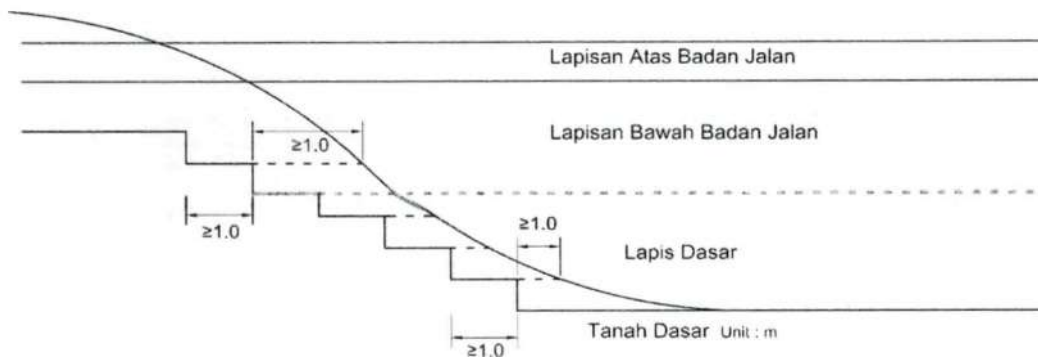 Lapisan Atas Badan Jalan
Lapisan Bawah Badan Jalan
≥1.0
≥1.0
≥1.0
Lapis Dasar
Tanah Dasar Unit : m
≥1.0